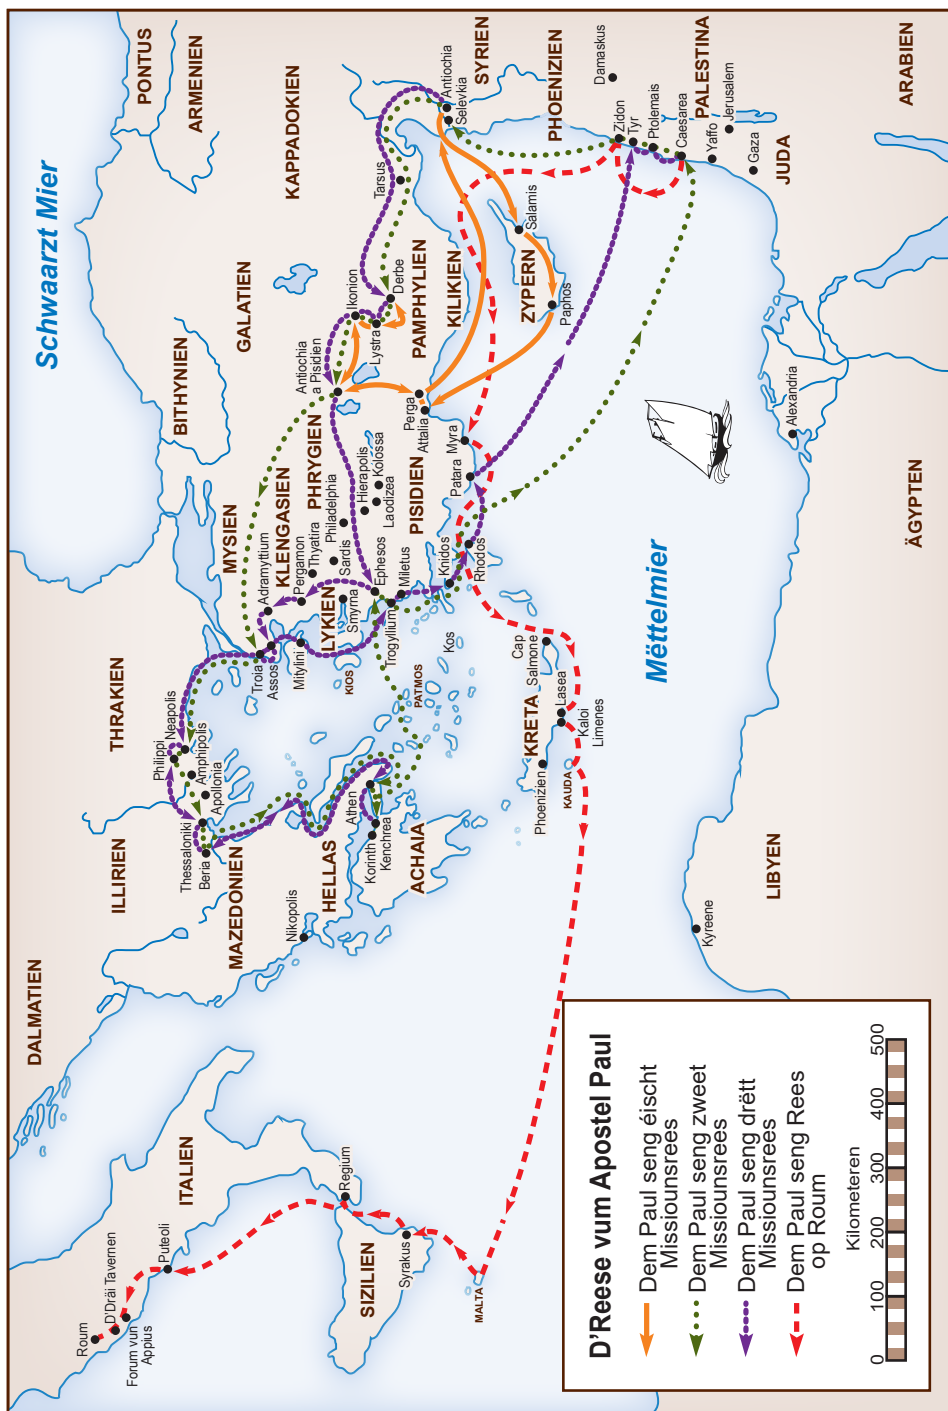 Schwaarzt Mier
Mëttelmier
DALMATIEN
ILLIRIEN
THRAKIEN
MAZEDONIEN
HELLAS
ACHAIA
ITALIEN
SIZILIEN
MALTA
KRETA
KAUDA
LIBYEN
ÄGYPTEN
ARABIEN
JUDA
PALESTINA
PHOENIZIEN
SYRIEN
ZYPERN
KILIKIEN
PAMPHYLIEN
PISIDIEN
PHRYGIEN
LYKIEN
KLENGASIEN
MYSIEN
BITHYNIEN
GALATIEN
KAPPADOKIEN
ARMENIEN
PONTUS
KIOS
PATMOS
Kos
Roum
D'Dräi Tavernen
Forum vun
Appius
Puteoli
Regium
Syrakus
Nikopolis
Thessaloniki
Beria
Apollonia
Amphipolis
Philippi
Neapolis
Athen
Korinth
Kenchrea
Troia
Assos
Mitylini
Adramyttium
Pergamon
Thyatira
Sardis
Philadelphia
Smyrna
Ephesos
Trogyllium
Miletus
Hierapolis
Kolossa
Laodizea
Knidos
Rhodos
Patara
Myra
Attalia
Perga
Antiochia
a Pisidien
Ikonion
Lystra
Derbe
Tarsus
Antiochia
Selevkia
Salamis
Paphos
Damaskus
Zidon
Tyr
Ptolemais
Caesarea
Yaffo
Jerusalem
Gaza
Alexandria
Kyreene
Cap
Salmone
Lasea
Kaloi
Limenes
Phoenizien
D'Reese vum Apostel Paul
Dem Paul seng éischt
Missiounsrees
Dem Paul seng zweet
Missiounsrees
Dem Paul seng drëtt
Missiounsrees
Dem Paul seng Rees
op Roum
Kilometeren
0 100 200 300 400 500